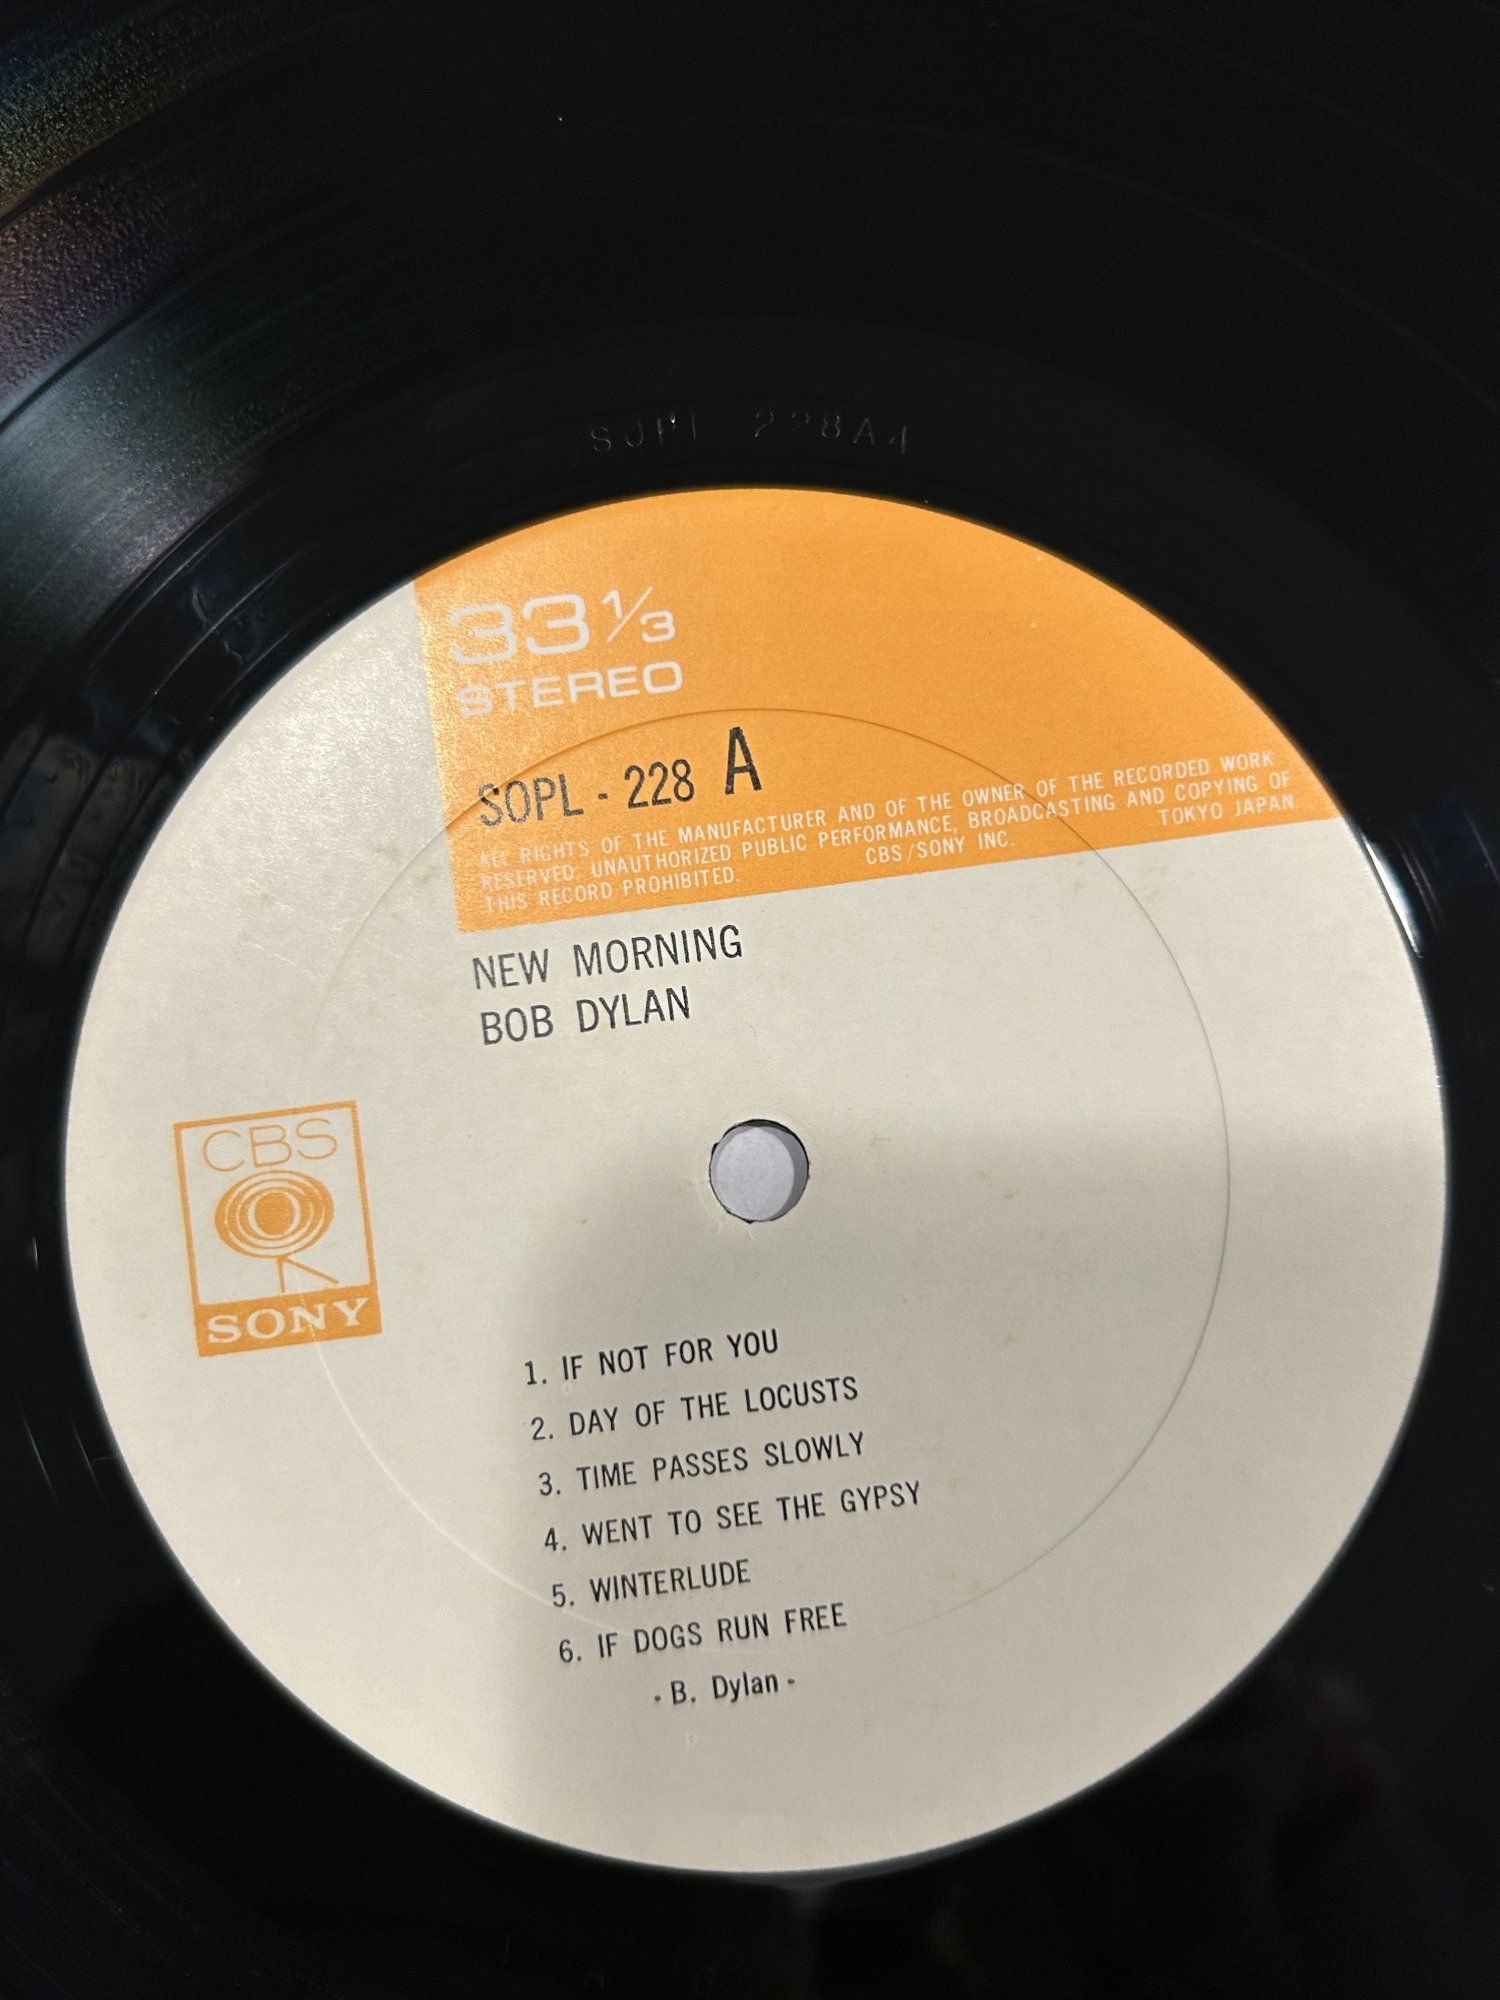 SOPL 228A4
33 1/3
STEREO
SOPL - 228 A
ALL RIGHTS OF THE MANUFACTURER AND OF THE OWNER OF THE RECORDED WORK
RESERVED. UNAUTHORIZED PUBLIC PERFORMANCE, BROADCASTING AND COPYING OF
THIS RECORD PROHIBITED. CBS/SONY INC. TOKYO JAPAN.
NEW MORNING
BOB DYLAN
CBS
SONY
1. IF NOT FOR YOU
2. DAY OF THE LOCUSTS
3. TIME PASSES SLOWLY
4. WENT TO SEE THE GYPSY
5. WINTERLUDE
6. IF DOGS RUN FREE
- B. Dylan -